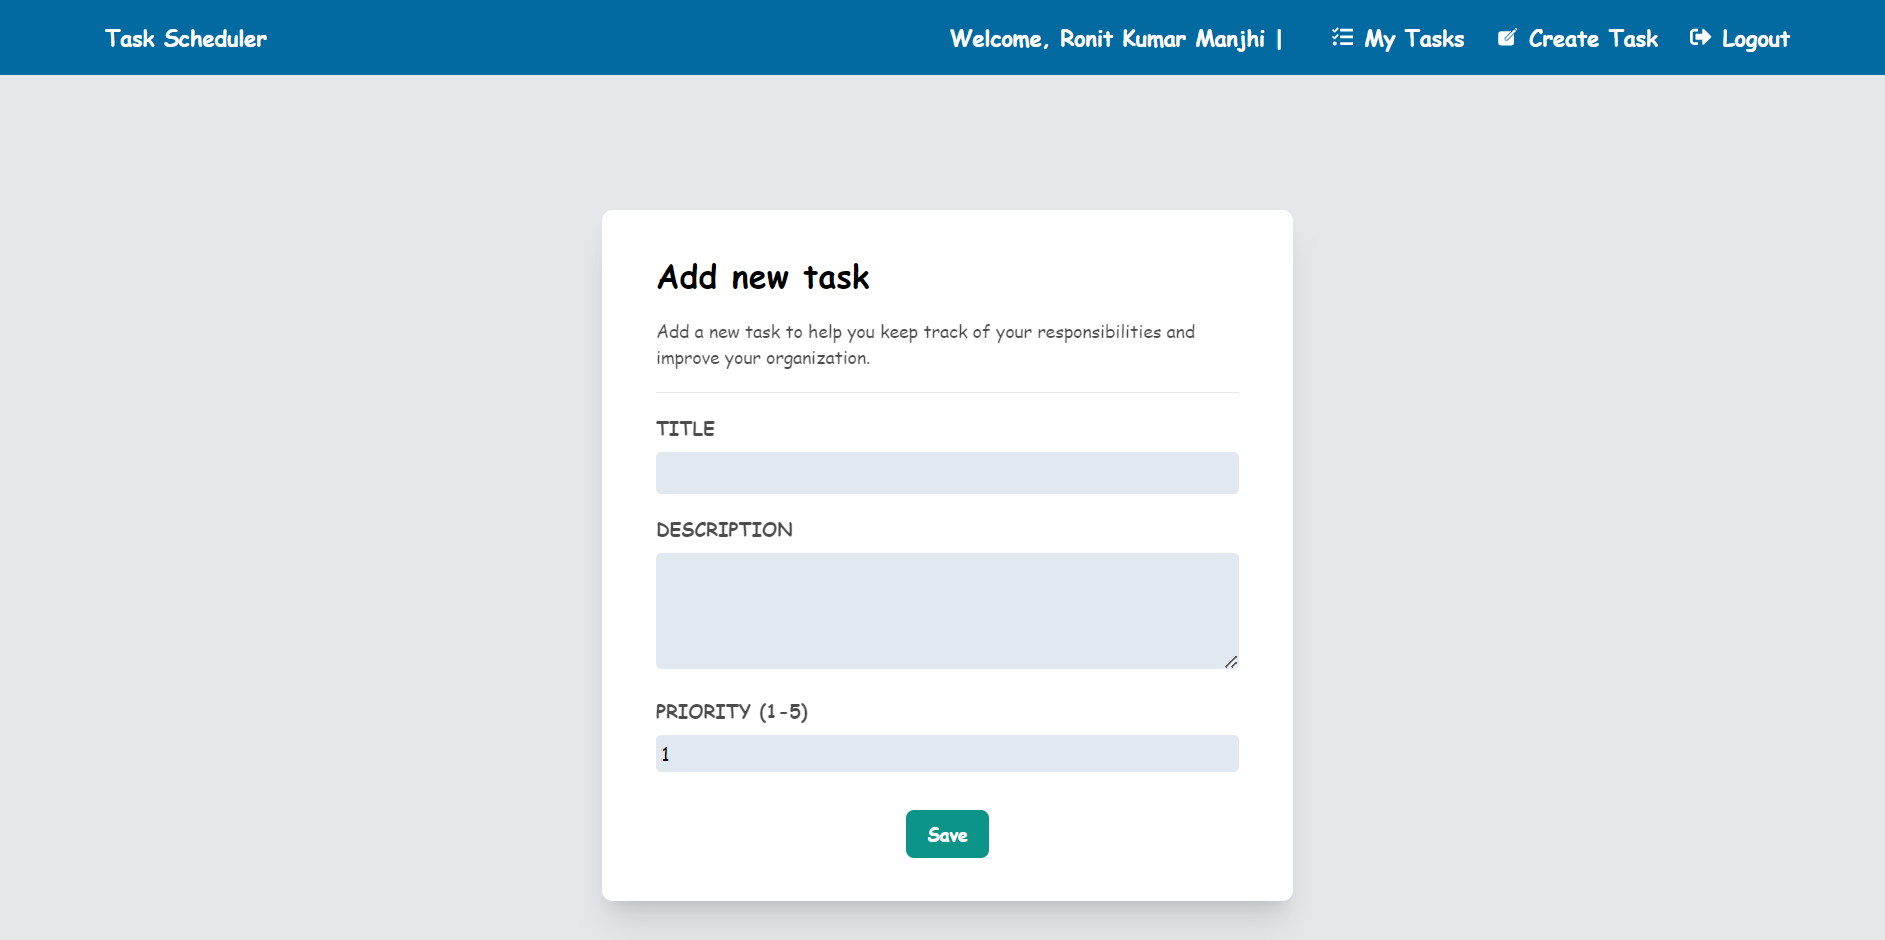 Task Scheduler
Welcome, Ronit Kumar Manjhi | My Tasks Create Task Logout
Add new task
Add a new task to help you keep track of your responsibilities and
improve your organization.
TITLE
DESCRIPTION
PRIORITY (1-5)
1
Save